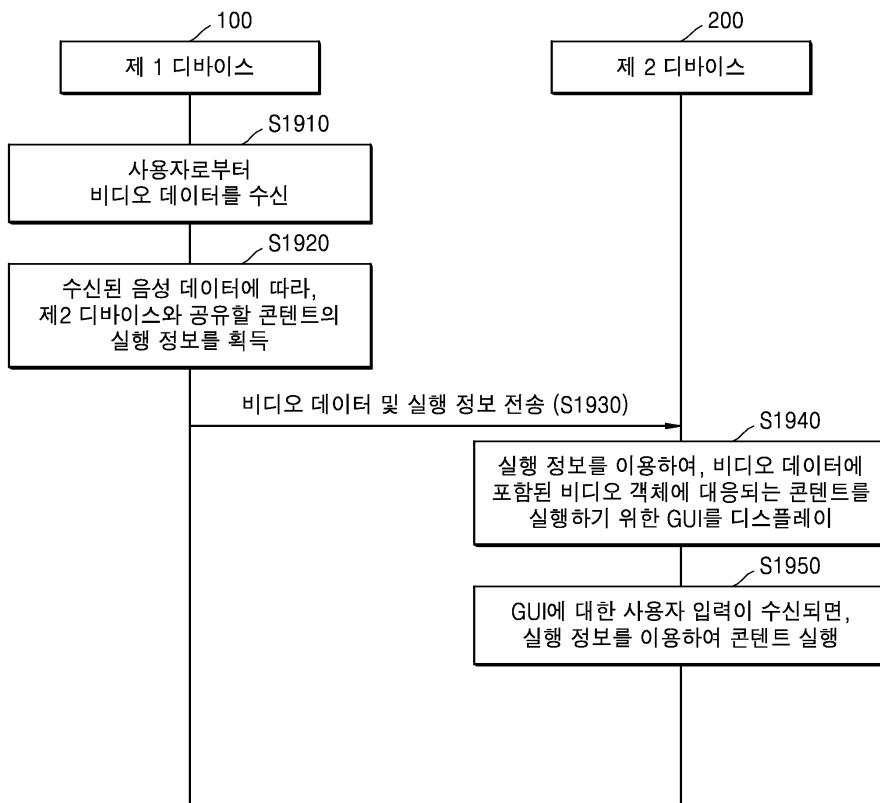 100
제 1 디바이스
200
제 2 디바이스
S1910
사용자로부터
비디오 데이터를 수신
S1920
수신된 음성 데이터에 따라,
제2 디바이스와 공유할 콘텐트의
실행 정보를 획득
비디오 데이터 및 실행 정보 전송 (S1930)
S1940
실행 정보를 이용하여, 비디오 데이터에
포함된 비디오 객체에 대응되는 콘텐트를
실행하기 위한 GUI를 디스플레이
S1950
GUI에 대한 사용자 입력이 수신되면,
실행 정보를 이용하여 콘텐트 실행